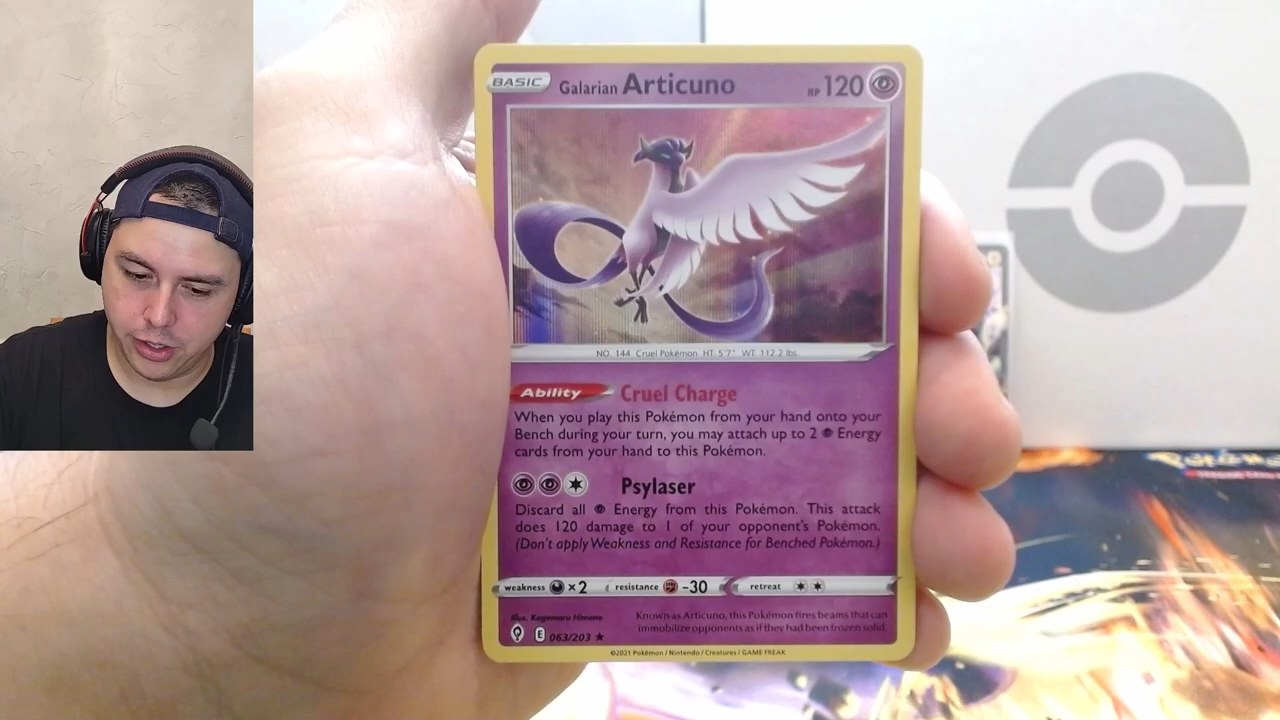 BASIC Galarian Articuno HP 120
NO. 144 Cruel Pokémon HT: 5'7" WT: 112.2 lbs.
Ability Cruel Charge
When you play this Pokémon from your hand onto your
Bench during your turn, you may attach up to 2 Energy
cards from your hand to this Pokémon.
Psylaser
Discard all Energy from this Pokémon. This attack
does 120 damage to 1 of your opponent's Pokémon.
(Don't apply Weakness and Resistance for Benched Pokémon.)
weakness ×2 resistance -30 retreat
Illus. Kagemaru Himeno
Known as Articuno, this Pokémon fires beams that can
immobilize opponents as if they had been frozen solid.
E 063/203 ★
©2021 Pokémon / Nintendo / Creatures / GAME FREAK